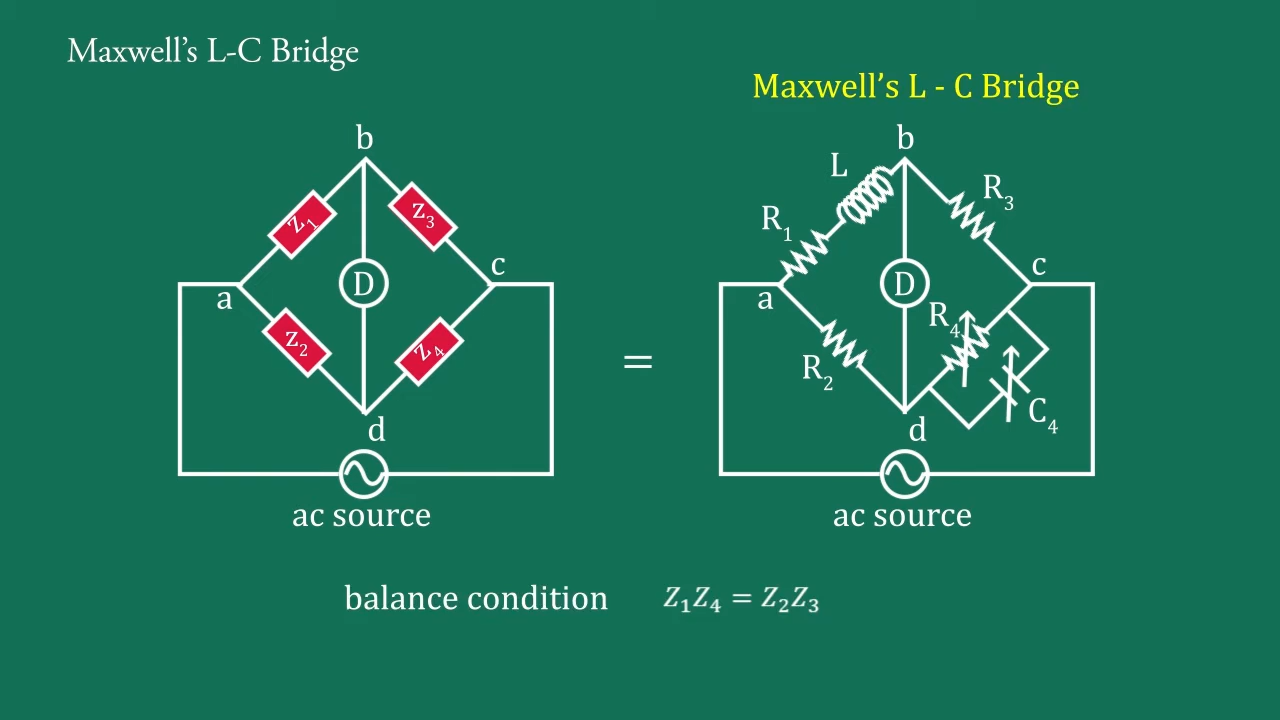 Maxwell's L-C Bridge
Maxwell's L - C Bridge
b
Z₁
Z₃
a
D
c
Z₂
Z₄
d
ac source
=
b
L
R₁
R₃
a
D
c
R₂
R₄
C₄
d
ac source
balance condition Z₁Z₄ = Z₂Z₃